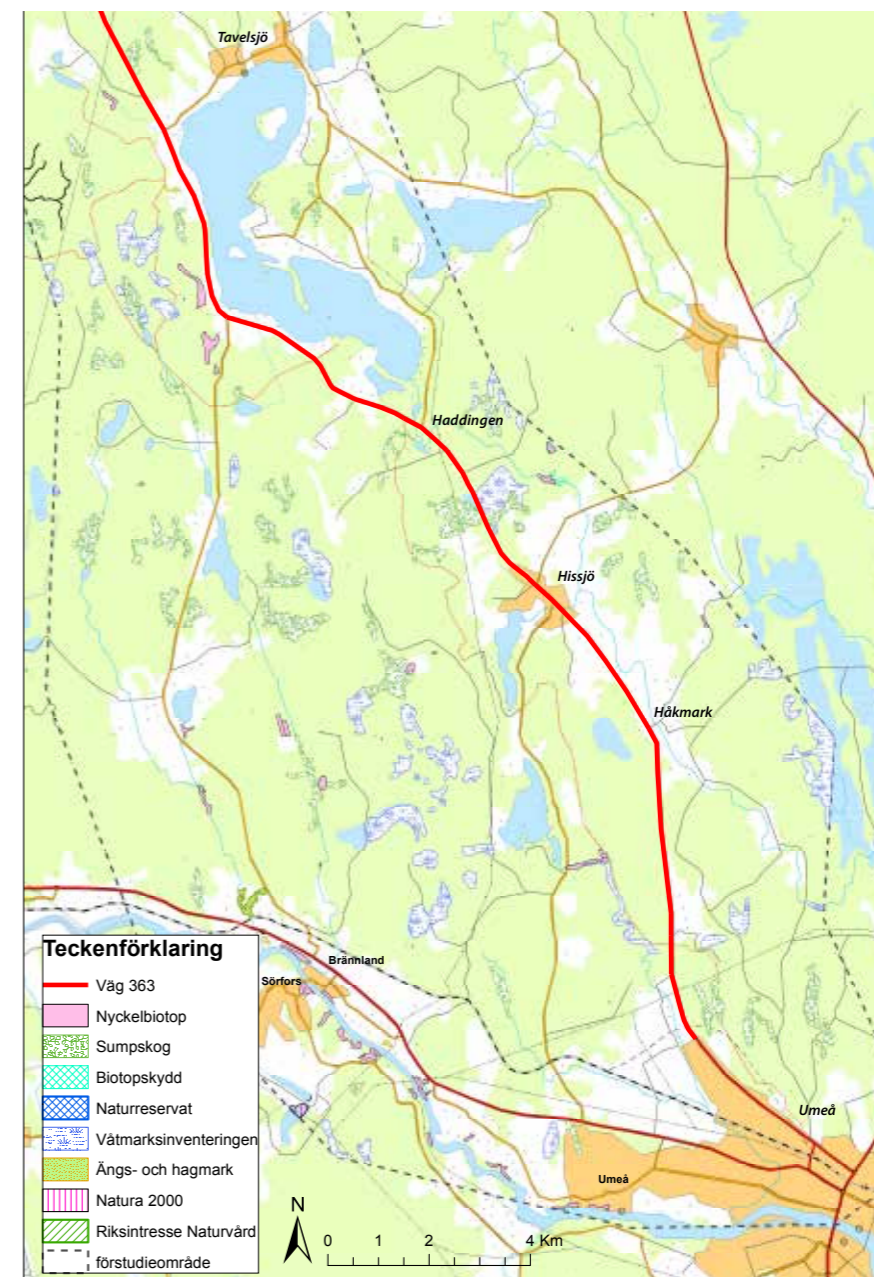 Tavelsjö
Haddingen
Hissjö
Håkmark
Teckenförklaring
Väg 363
Nyckelbiotop
Sumpskog
Biotopskydd
Naturreservat
Våtmarksinventeringen
Ängs- och hagmark
Natura 2000
Riksintresse Naturvård
förstudieområde
Brännland
Sörfors
Umeå
Umeå
N
0 1 2 4 Km